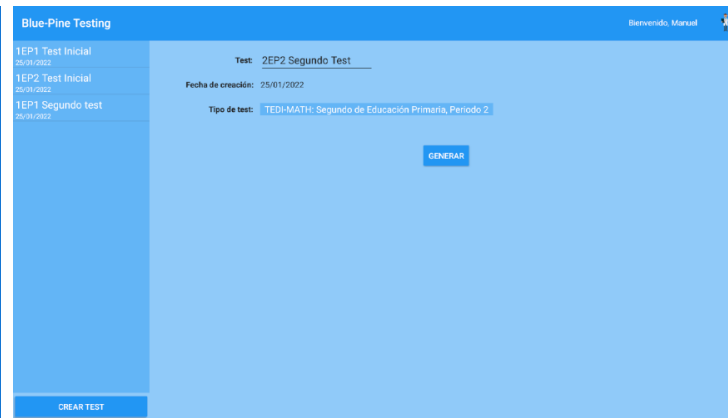 Blue-Pine Testing
Bienvenido, Manuel
1EP1 Test Inicial
25/01/2022
1EP2 Test Inicial
25/01/2022
1EP1 Segundo test
25/01/2022
Test: 2EP2 Segundo Test
Fecha de creación: 25/01/2022
Tipo de test: TEDI-MATH: Segundo de Educación Primaria, Periodo 2
GENERAR
CREAR TEST